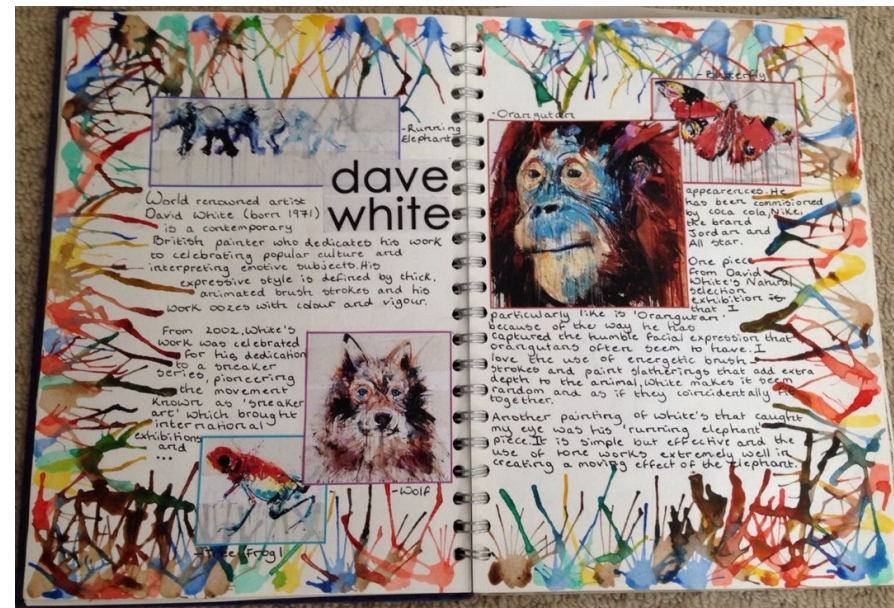 -Running
Elephant
dave
white
World renowned artist
David White (born 1971)
is a contemporary
British painter who dedicates his work
to celebrating popular culture and
interpreting emotive subjects. His
expressive style is defined by thick,
animated brush strokes and his
work oozes with colour and vigour.
From 2002, White's
work was celebrated
for his dedication
to a sneaker
series, pioneering
the movement
known as 'sneaker
art' which brought
international
exhibitions
and
...
-Wolf
-Tree Frog
-Orangutan
-Butterfly
appearences. He
has been commisioned
by coca cola, Nike,
the brand
Jordan and
All star.
One piece
from David
White's Natural
selection
exhibition is
that I
particularly like is 'Orangutan'
because of the way he has
captured the humble facial expression that
orangutans often seem to have. I
love the use of energetic brush
strokes and paint slatherings that add extra
depth to the animal, White makes it seem
random and as if they coincidentally
together.
Another painting of White's that caught
my eye was his 'running elephant'
piece. It is simple but effective and the
use of tone works extremely well in
creating a moving effect of the elephant.